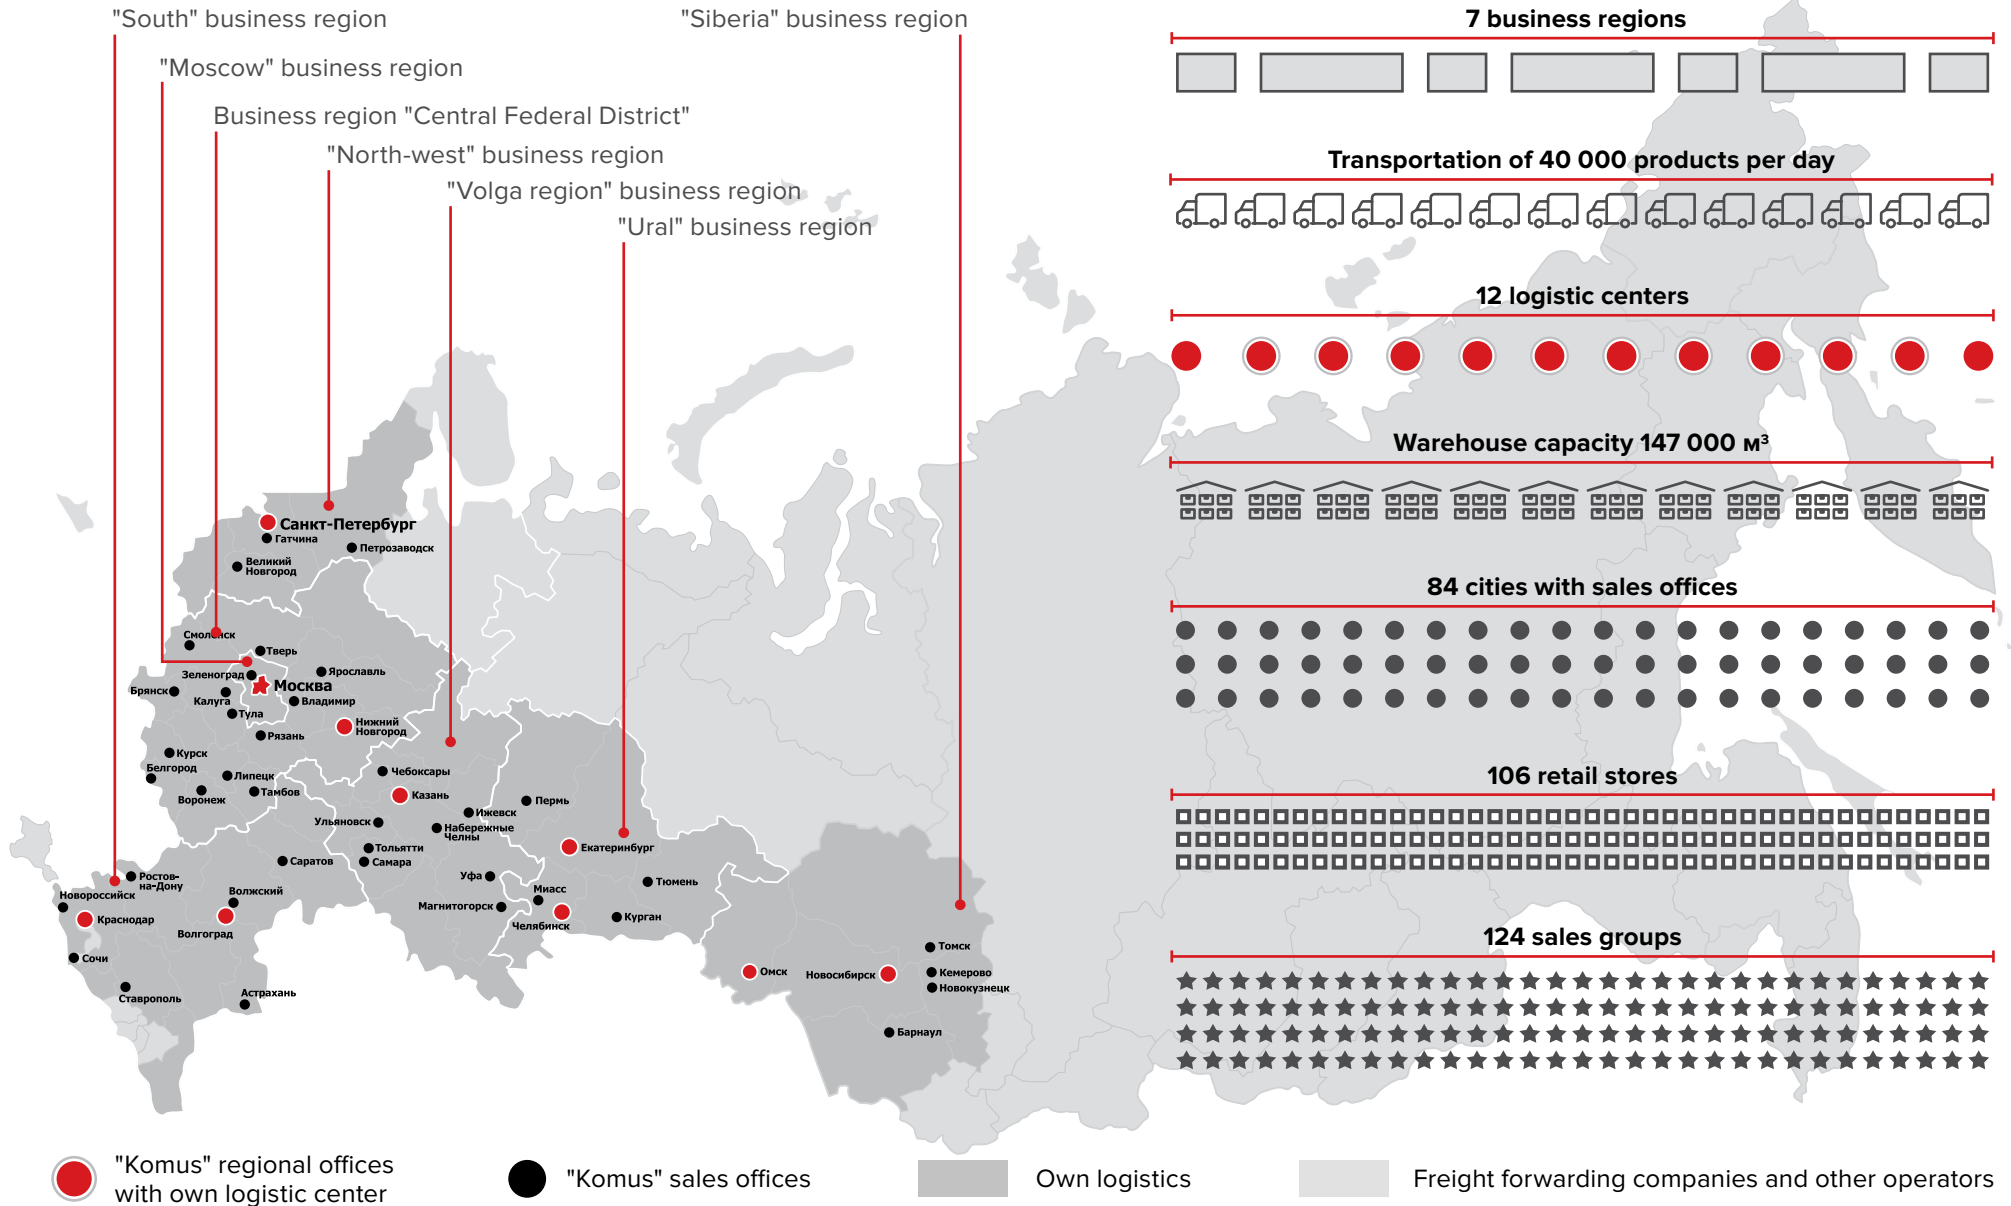 "South" business region
"Siberia" business region
"Moscow" business region
Business region "Central Federal District"
"North-west" business region
"Volga region" business region
"Ural" business region
7 business regions
Transportation of 40 000 products per day
12 logistic centers
Warehouse capacity 147 000 м³
84 cities with sales offices
106 retail stores
124 sales groups
Санкт-Петербург
Гатчина
Петрозаводск
Великий
Новгород
Смоленск
Тверь
Ярославль
Зеленоград
Москва
Брянск
Калуга
Владимир
Тула
Нижний
Новгород
Рязань
Курск
Белгород
Липецк
Воронеж
Тамбов
Чебоксары
Казань
Пермь
Ижевск
Ульяновск
Набережные
Челны
Тольятти
Самара
Екатеринбург
Саратов
Уфа
Тюмень
Ростов-
на-Дону
Новороссийск
Волжский
Миасс
Магнитогорск
Курган
Краснодар
Волгоград
Челябинск
Сочи
Томск
Омск
Новосибирск
Кемерово
Новокузнецк
Ставрополь
Астрахань
Барнаул
"Komus" regional offices
with own logistic center
"Komus" sales offices
Own logistics
Freight forwarding companies and other operators